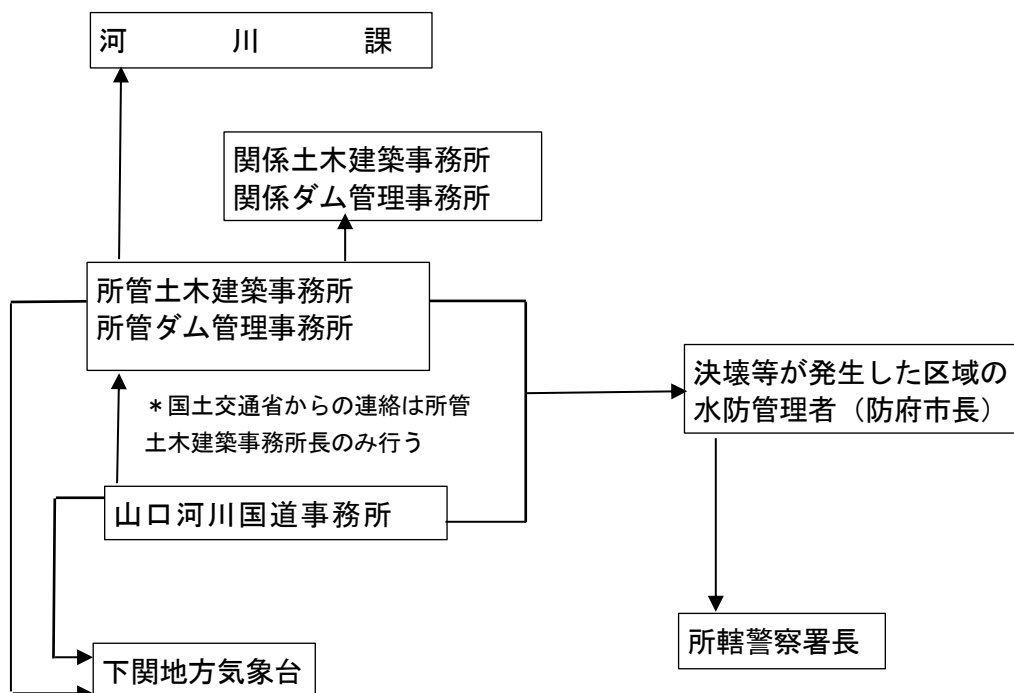 河　　　川　　　課
関係土木建築事務所
関係ダム管理事務所
所管土木建築事務所
所管ダム管理事務所
＊国土交通省からの連絡は所管
土木建築事務所長のみ行う
決壊等が発生した区域の
水防管理者（防府市長）
山口河川国道事務所
所轄警察署長
下関地方気象台